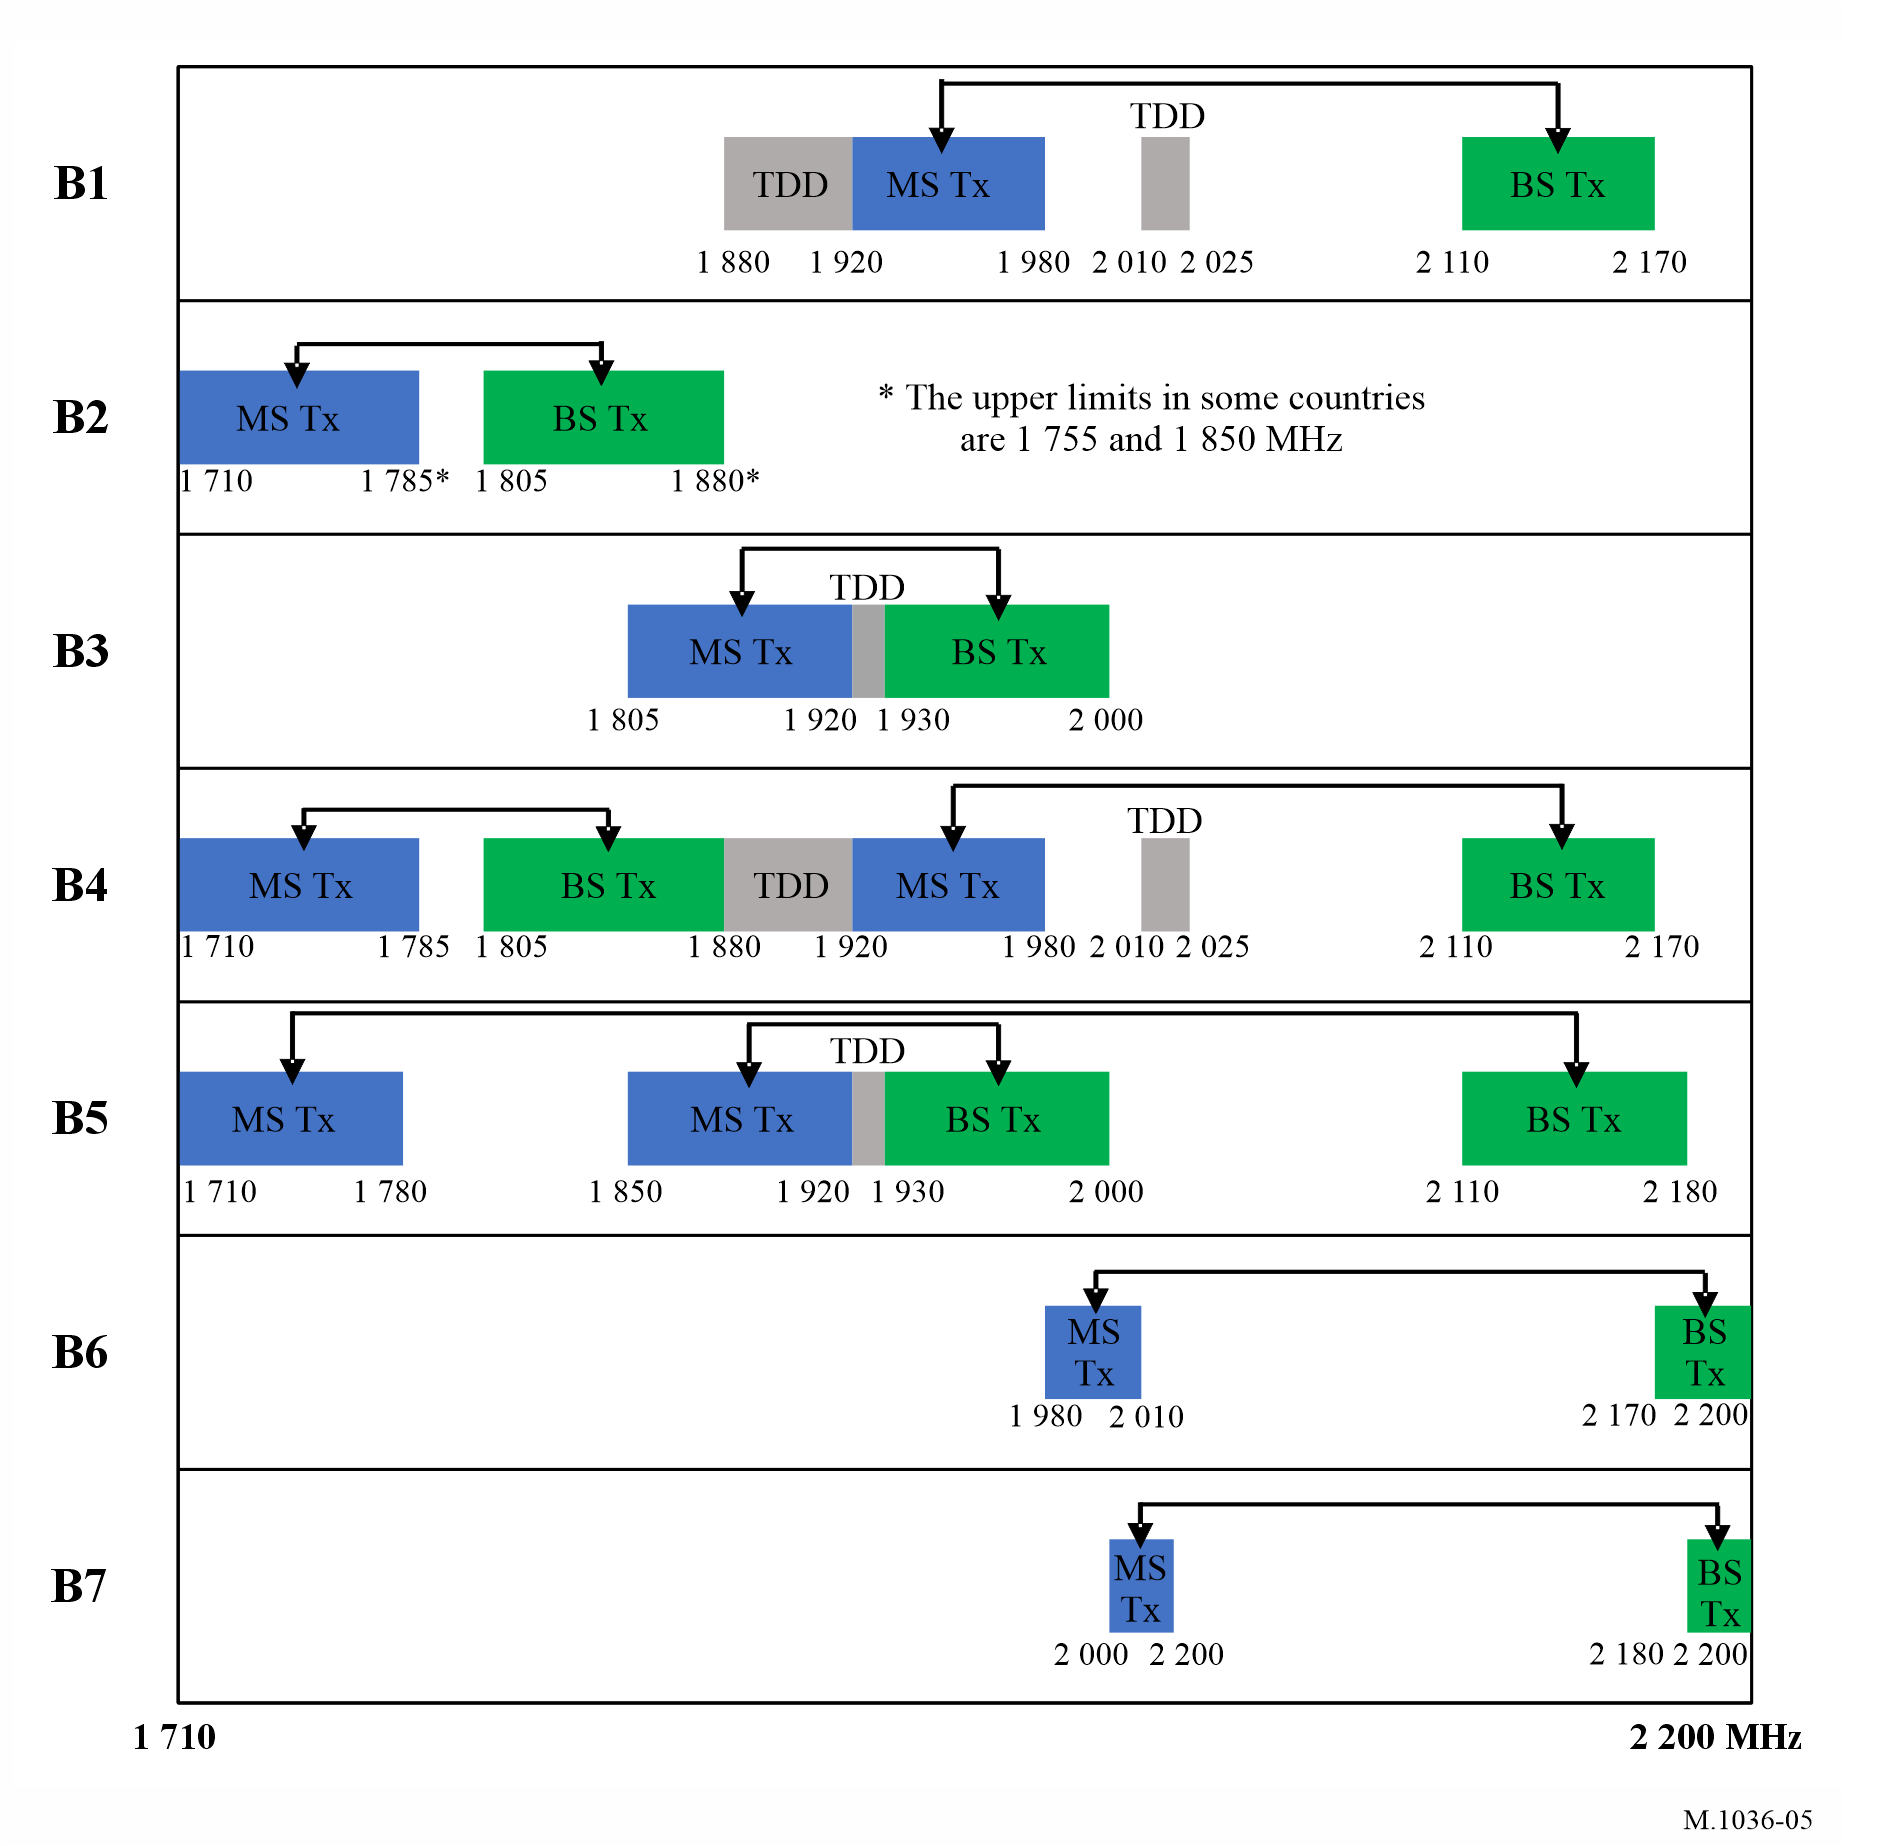 TDD
B1
TDD
MS Tx
BS Tx
1 880
1 920
1 980
2 010
2 025
2 110
2 170
B2
MS Tx
BS Tx
* The upper limits in some countries
are 1 755 and 1 850 MHz
1 710
1 785*
1 805
1 880*
TDD
B3
MS Tx
BS Tx
1 805
1 920
1 930
2 000
TDD
B4
MS Tx
BS Tx
TDD
MS Tx
BS Tx
1 710
1 785
1 805
1 880
1 920
1 980
2 010
2 025
2 110
2 170
TDD
B5
MS Tx
MS Tx
BS Tx
BS Tx
1 710
1 780
1 850
1 920
1 930
2 000
2 110
2 180
B6
MS
Tx
BS
Tx
1 980
2 010
2 170
2 200
B7
MS
Tx
BS
Tx
2 000
2 200
2 180
2 200
1 710
2 200 MHz
M.1036-05